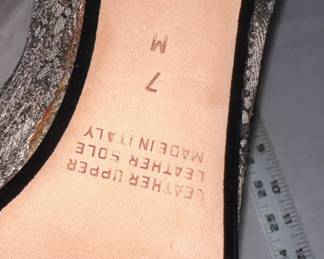 LEATHER UPPER
LEATHER SOLE
MADE IN ITALY
7
M